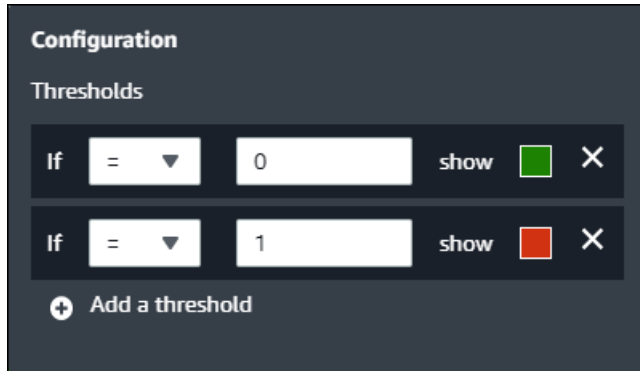 Configuration
Thresholds
If = 0 show
If = 1 show
Add a threshold